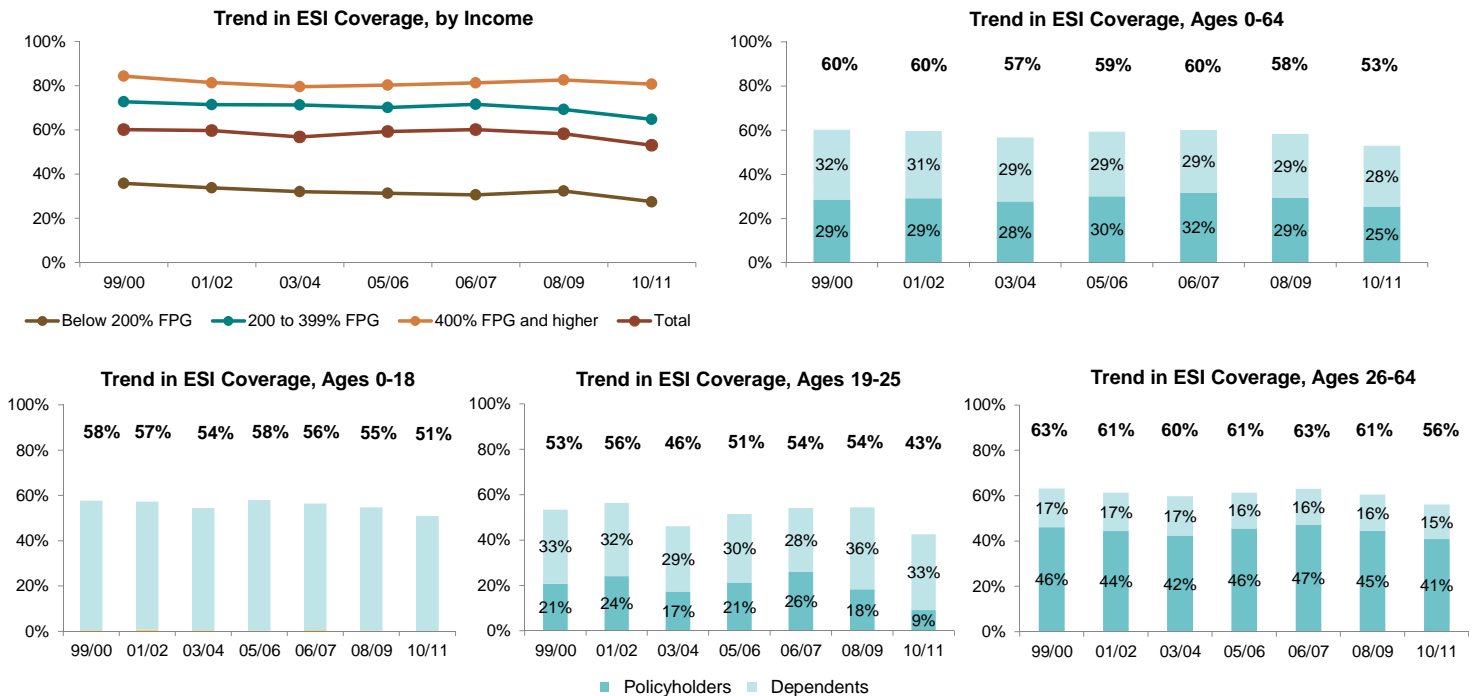 Trend in ESI Coverage, by Income
100%
80%
60%
40%
20%
0%
99/00 01/02 03/04 05/06 06/07 08/09 10/11
Below 200% FPG 200 to 399% FPG 400% FPG and higher Total
Trend in ESI Coverage, Ages 0-64
100%
60% 60% 57% 59% 60% 58% 53%
80%
60%
32% 31% 29% 29% 29% 29% 28%
40%
20%
29% 29% 28% 30% 32% 29% 25%
0%
99/00 01/02 03/04 05/06 06/07 08/09 10/11
Trend in ESI Coverage, Ages 0-18
100%
58% 57% 54% 58% 56% 55% 51%
80%
60%
40%
20%
0%
99/00 01/02 03/04 05/06 06/07 08/09 10/11
Trend in ESI Coverage, Ages 19-25
100%
53% 56% 46% 51% 54% 54% 43%
80%
60%
33% 32% 29% 30% 28% 36% 33%
40%
20%
21% 24% 17% 21% 26% 18% 9%
0%
99/00 01/02 03/04 05/06 06/07 08/09 10/11
Policyholders Dependents
Trend in ESI Coverage, Ages 26-64
100%
63% 61% 60% 61% 63% 61% 56%
80%
60%
17% 17% 17% 16% 16% 16% 15%
40%
46% 44% 42% 46% 47% 45% 41%
20%
0%
99/00 01/02 03/04 05/06 06/07 08/09 10/11